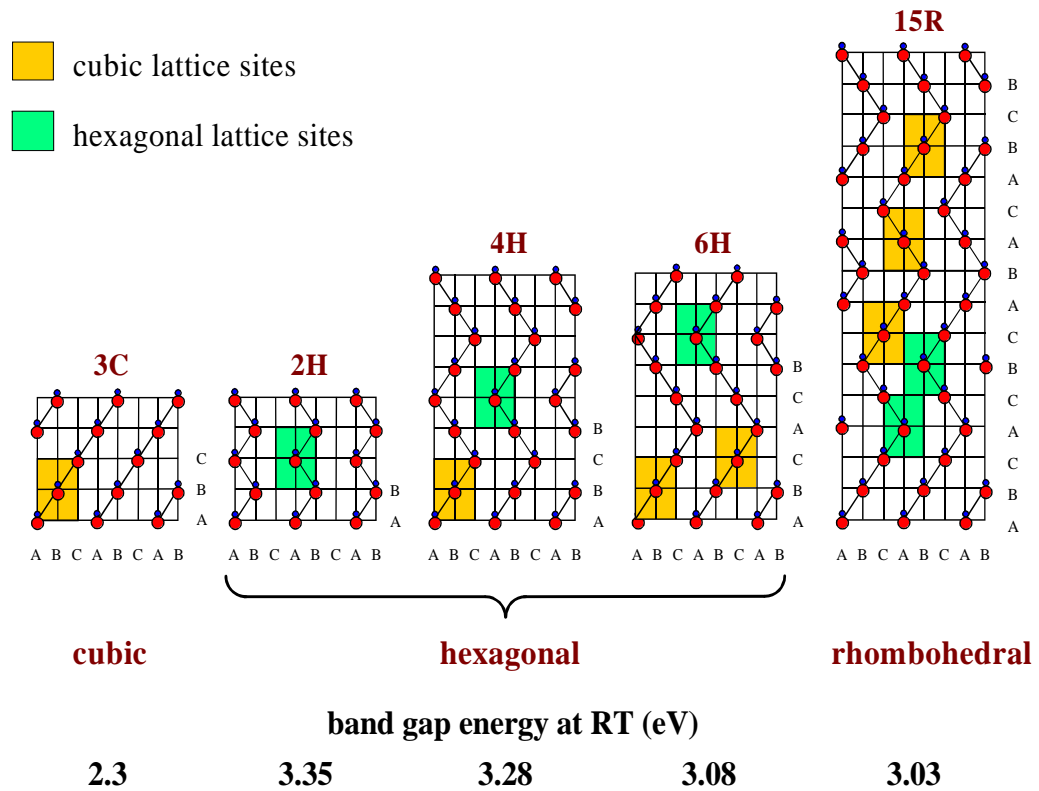 15R
cubic lattice sites
hexagonal lattice sites
B
C
B
A
C
A
B
A
C
B
C
A
C
B
A
4H
6H
B
C
A
C
B
A
B
C
B
A
3C
2H
C
B
A
B
A
A B C A B C A B
A B C A B C A B
A B C A B C A B
A B C A B C A B
A B C A B C A B
cubic
hexagonal
rhombohedral
band gap energy at RT (eV)
2.3 3.35 3.28 3.08 3.03